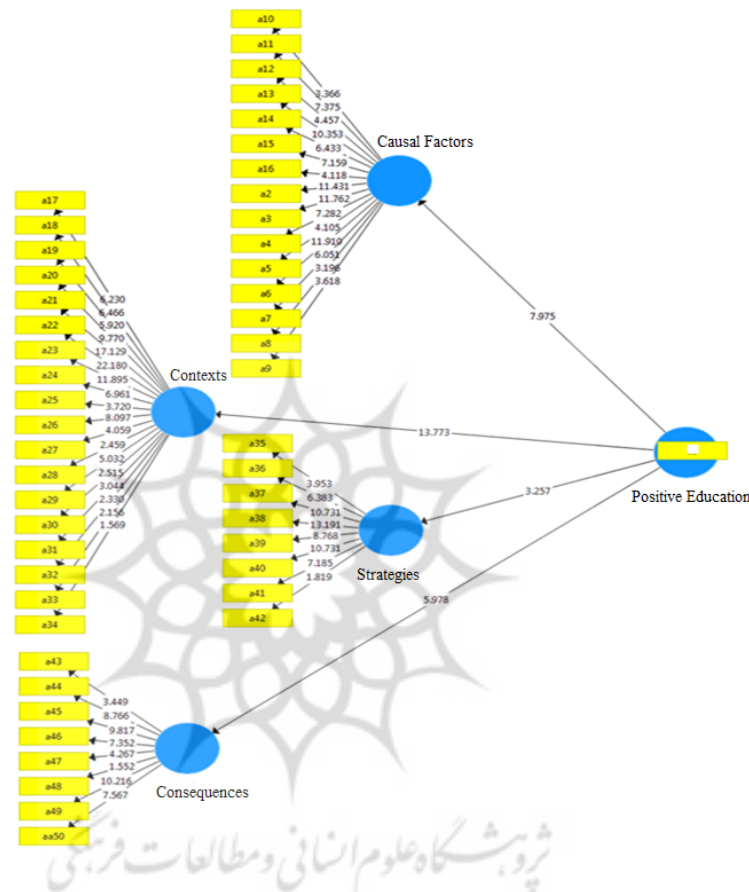 a10
a11
a12
a13
a14
a15
a16
a2
a3
a4
a5
a6
a7
a8
a9
3.366
7.375
4.457
10.353
6.433
7.159
4.118
11.431
11.762
7.282
4.105
11.910
6.051
3.196
3.618
Causal Factors
7.975
a17
a18
a19
a20
a21
a22
a23
a24
a25
a26
a27
a28
a29
a30
a31
a32
a33
a34
6.230
6.466
5.920
9.770
17.129
22.180
11.895
6.961
3.720
8.097
4.059
2.459
5.032
2.515
3.044
2.330
2.156
1.569
Contexts
13.773
a35
a36
a37
a38
a39
a40
a41
a42
3.953
6.383
10.731
13.191
8.768
10.731
7.185
1.819
Strategies
3.257
Positive Education
5.978
a43
a44
a45
a46
a47
a48
a49
aa50
3.449
8.766
9.817
7.352
4.267
1.552
10.216
7.567
Consequences
پژوهشگاه علوم انسانی و مطالعات فرهنگی